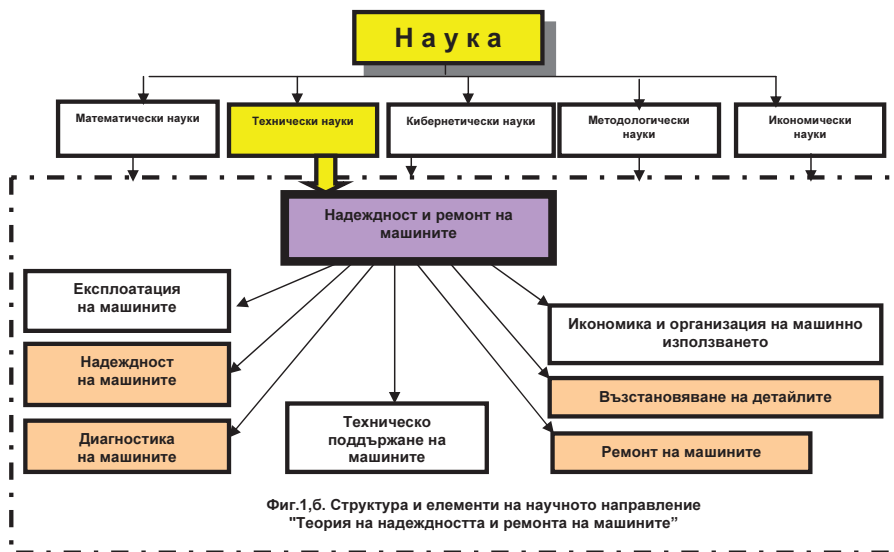 Н а у к а
Математически науки
Технически науки
Кибернетически науки
Методологически
науки
Икономически
науки
Надеждност и ремонт на
машините
Експлоатация
на машините
Надеждност
на машините
Диагностика
на машините
Техническо
поддържане на
машините
Икономика и организация на машинно
използването
Възстановяване на детайлите
Ремонт на машините
Фиг.1,б. Структура и елементи на научното направление
"Теория на надеждността и ремонта на машините”